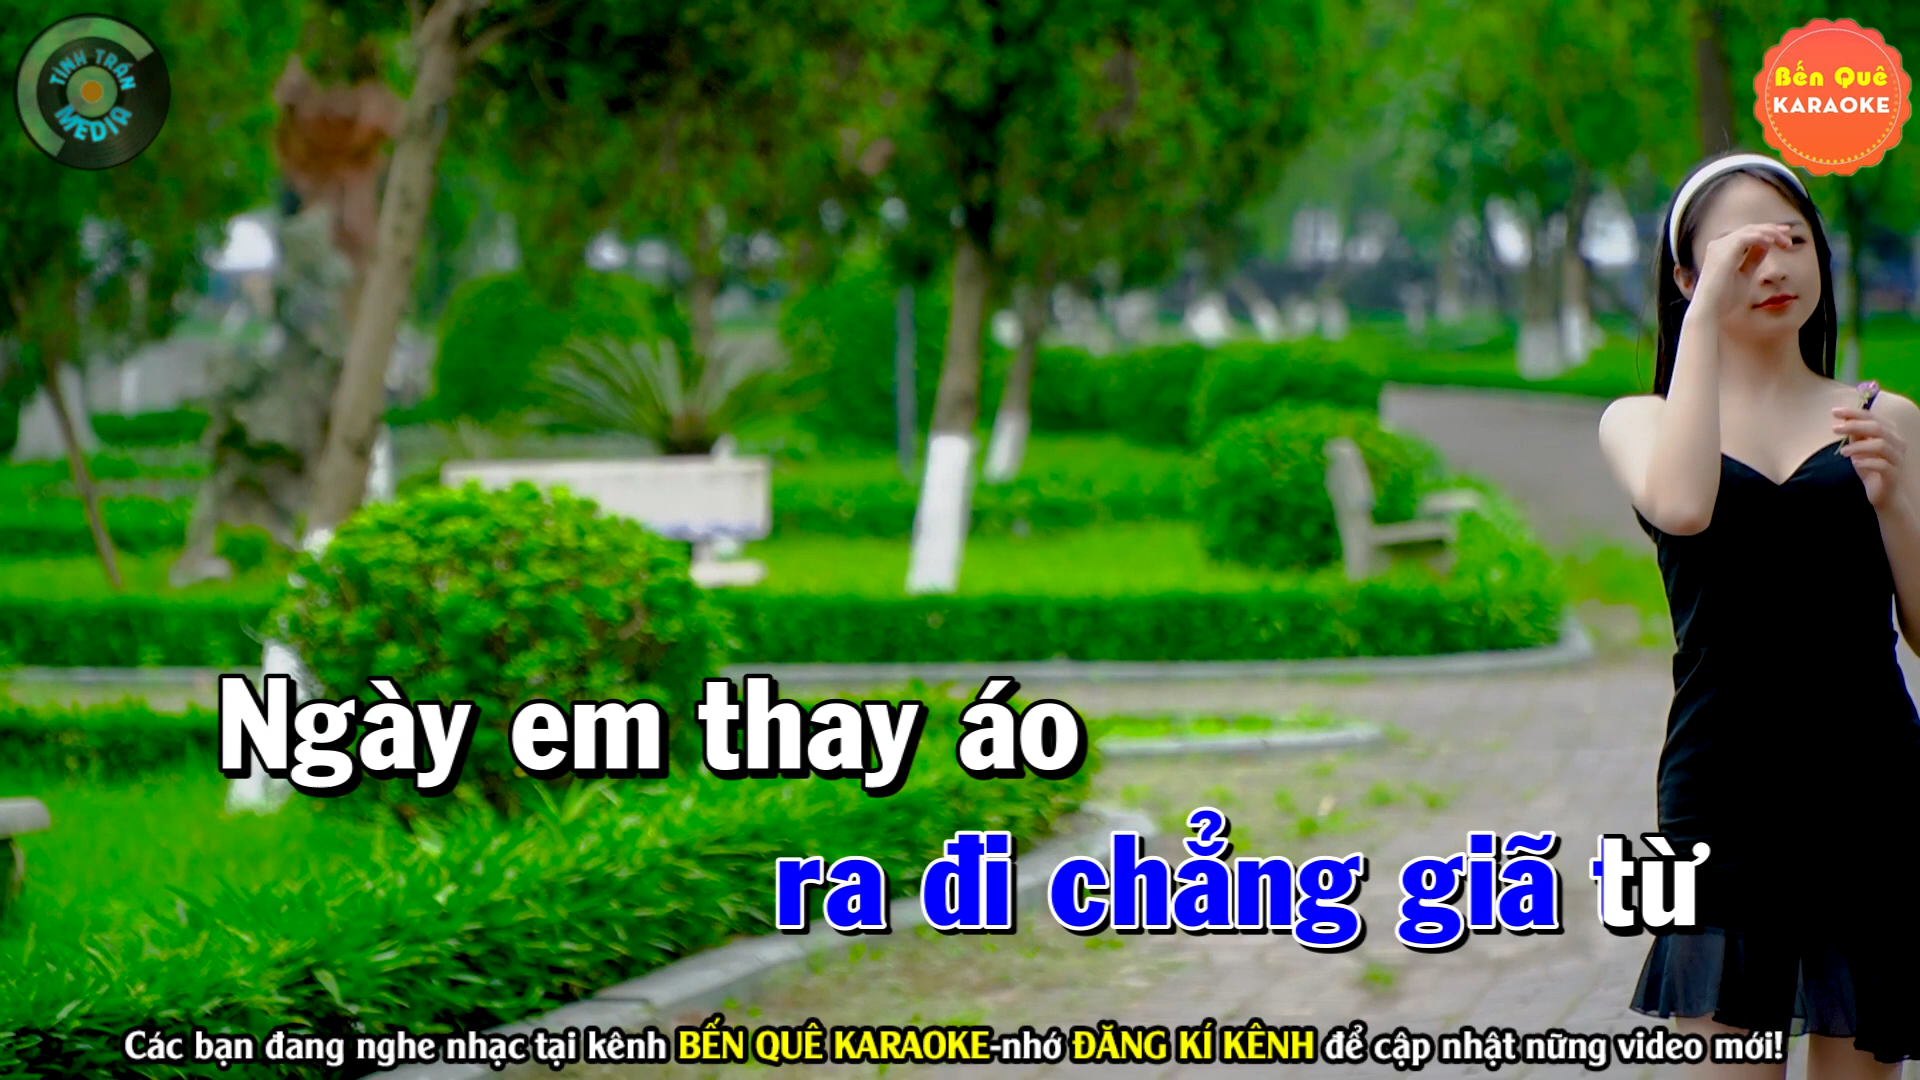 TÌNH TRẦN
MEDIA
Bến Quê
KARAOKE
Ngày em thay áo
ra đi chẳng giã từ
Các bạn đang nghe nhạc tại kênh BẾN QUÊ KARAOKE-nhớ ĐĂNG KÍ KÊNH để cập nhật nững video mới!